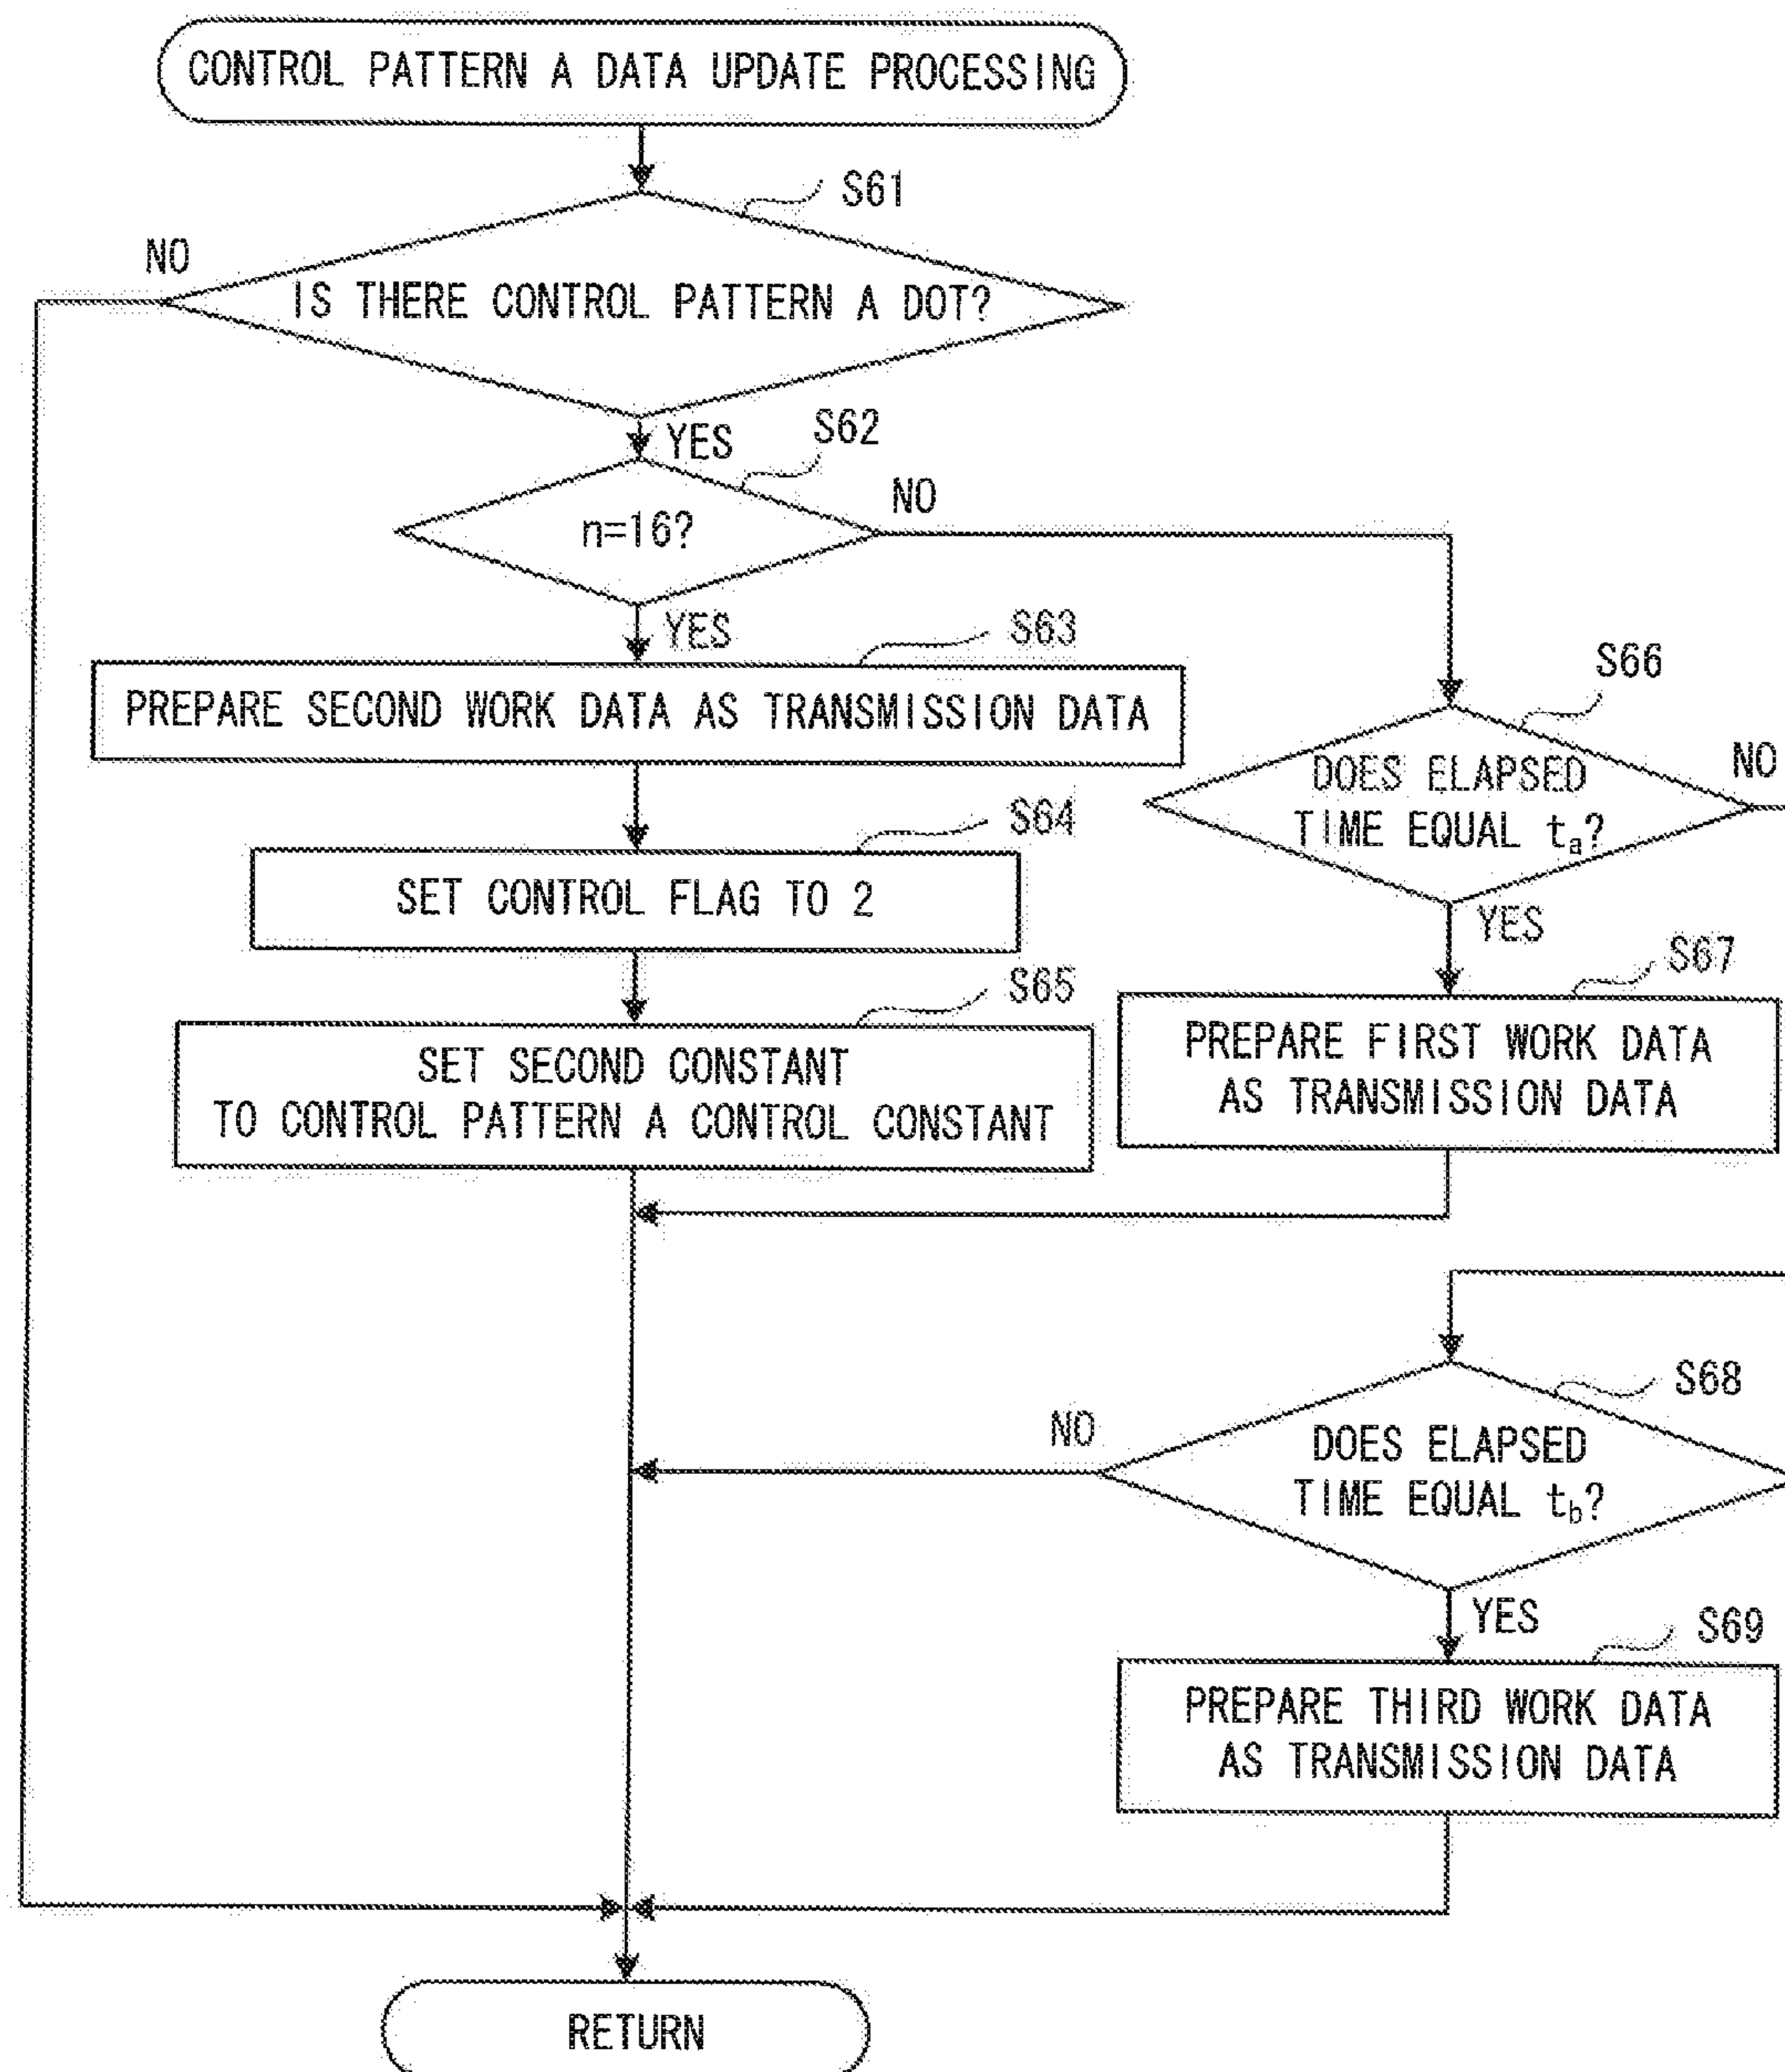 CONTROL PATTERN A DATA UPDATE PROCESSING
S61
NO
IS THERE CONTROL PATTERN A DOT?
YES
S62
n=16?
NO
YES
S63
PREPARE SECOND WORK DATA AS TRANSMISSION DATA
S64
SET CONTROL FLAG TO 2
S65
SET SECOND CONSTANT
TO CONTROL PATTERN A CONTROL CONSTANT
S66
DOES ELAPSED
TIME EQUAL ta?
NO
YES
S67
PREPARE FIRST WORK DATA
AS TRANSMISSION DATA
S68
DOES ELAPSED
TIME EQUAL tb?
NO
YES
S69
PREPARE THIRD WORK DATA
AS TRANSMISSION DATA
RETURN